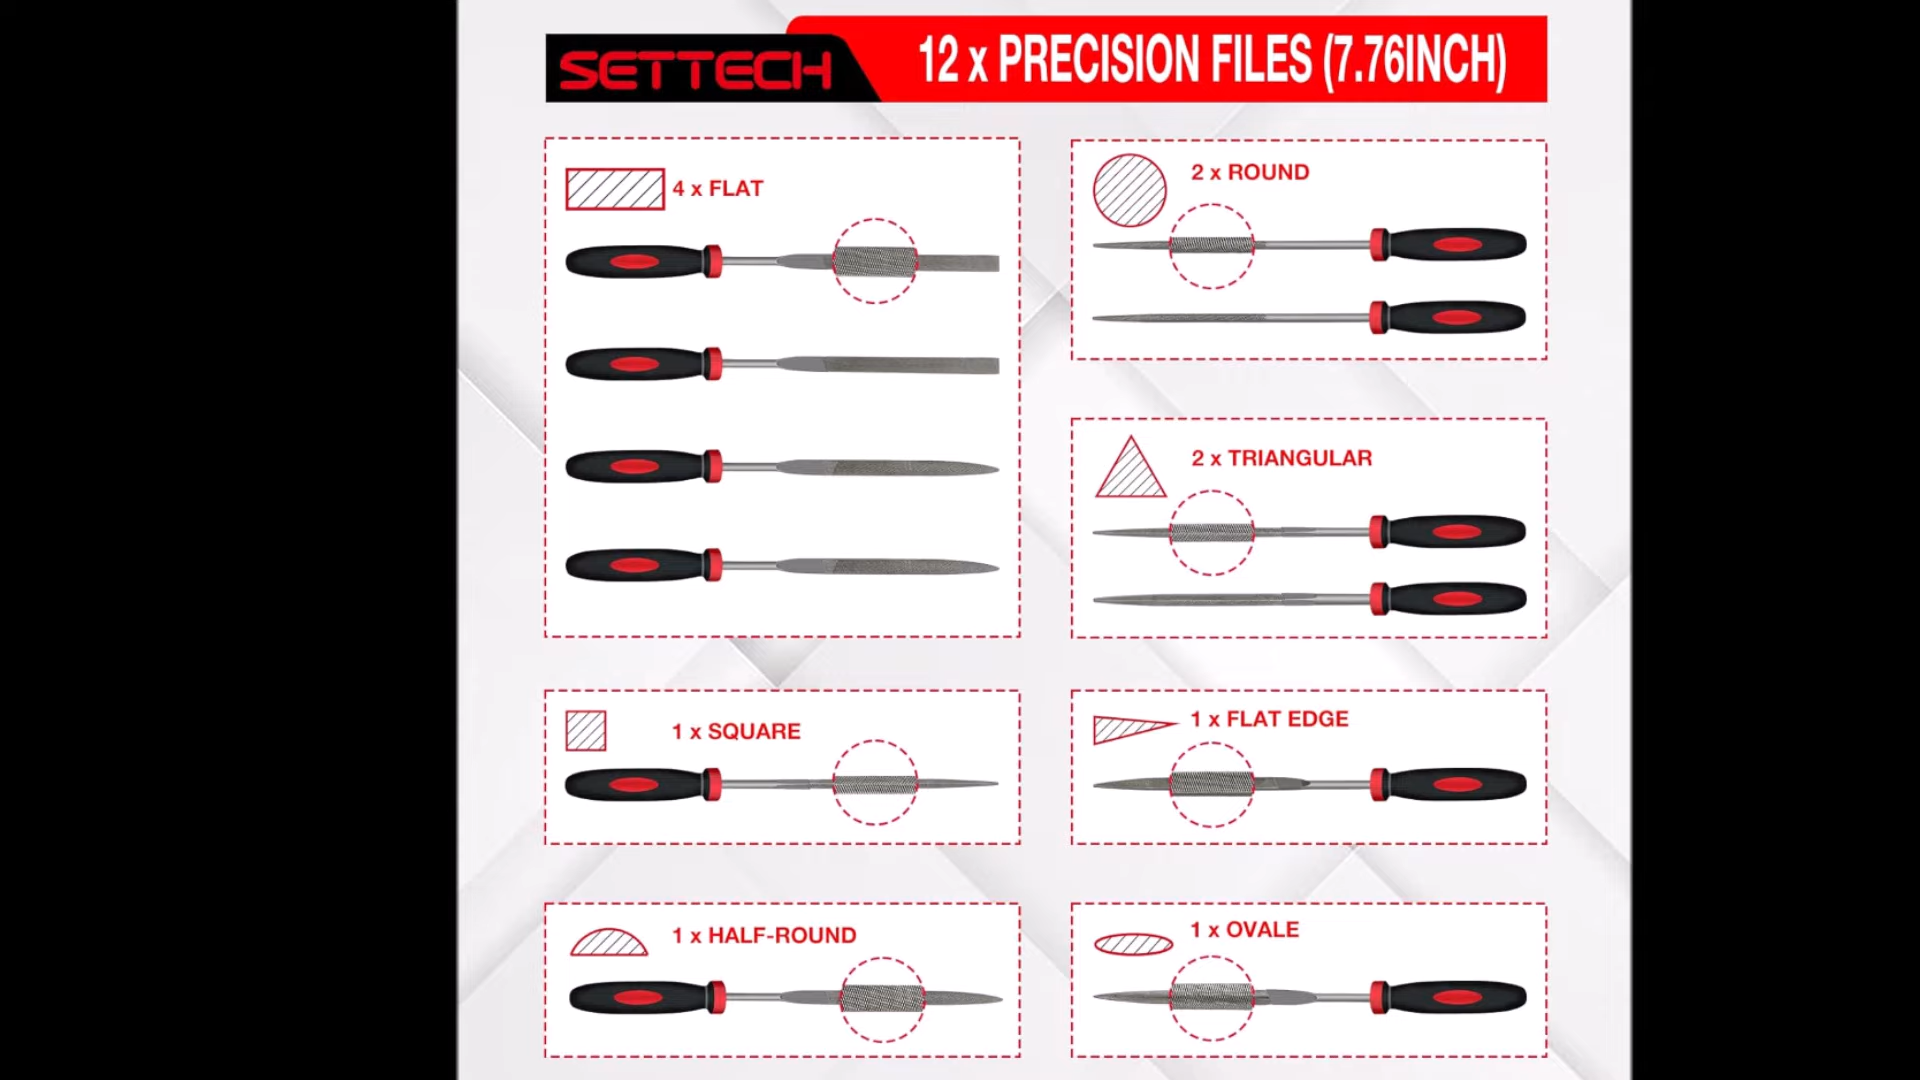 SETTECH
12 x PRECISION FILES (7.76INCH)
4 x FLAT
2 x ROUND
2 x TRIANGULAR
1 x SQUARE
1 x FLAT EDGE
1 x HALF-ROUND
1 x OVALE